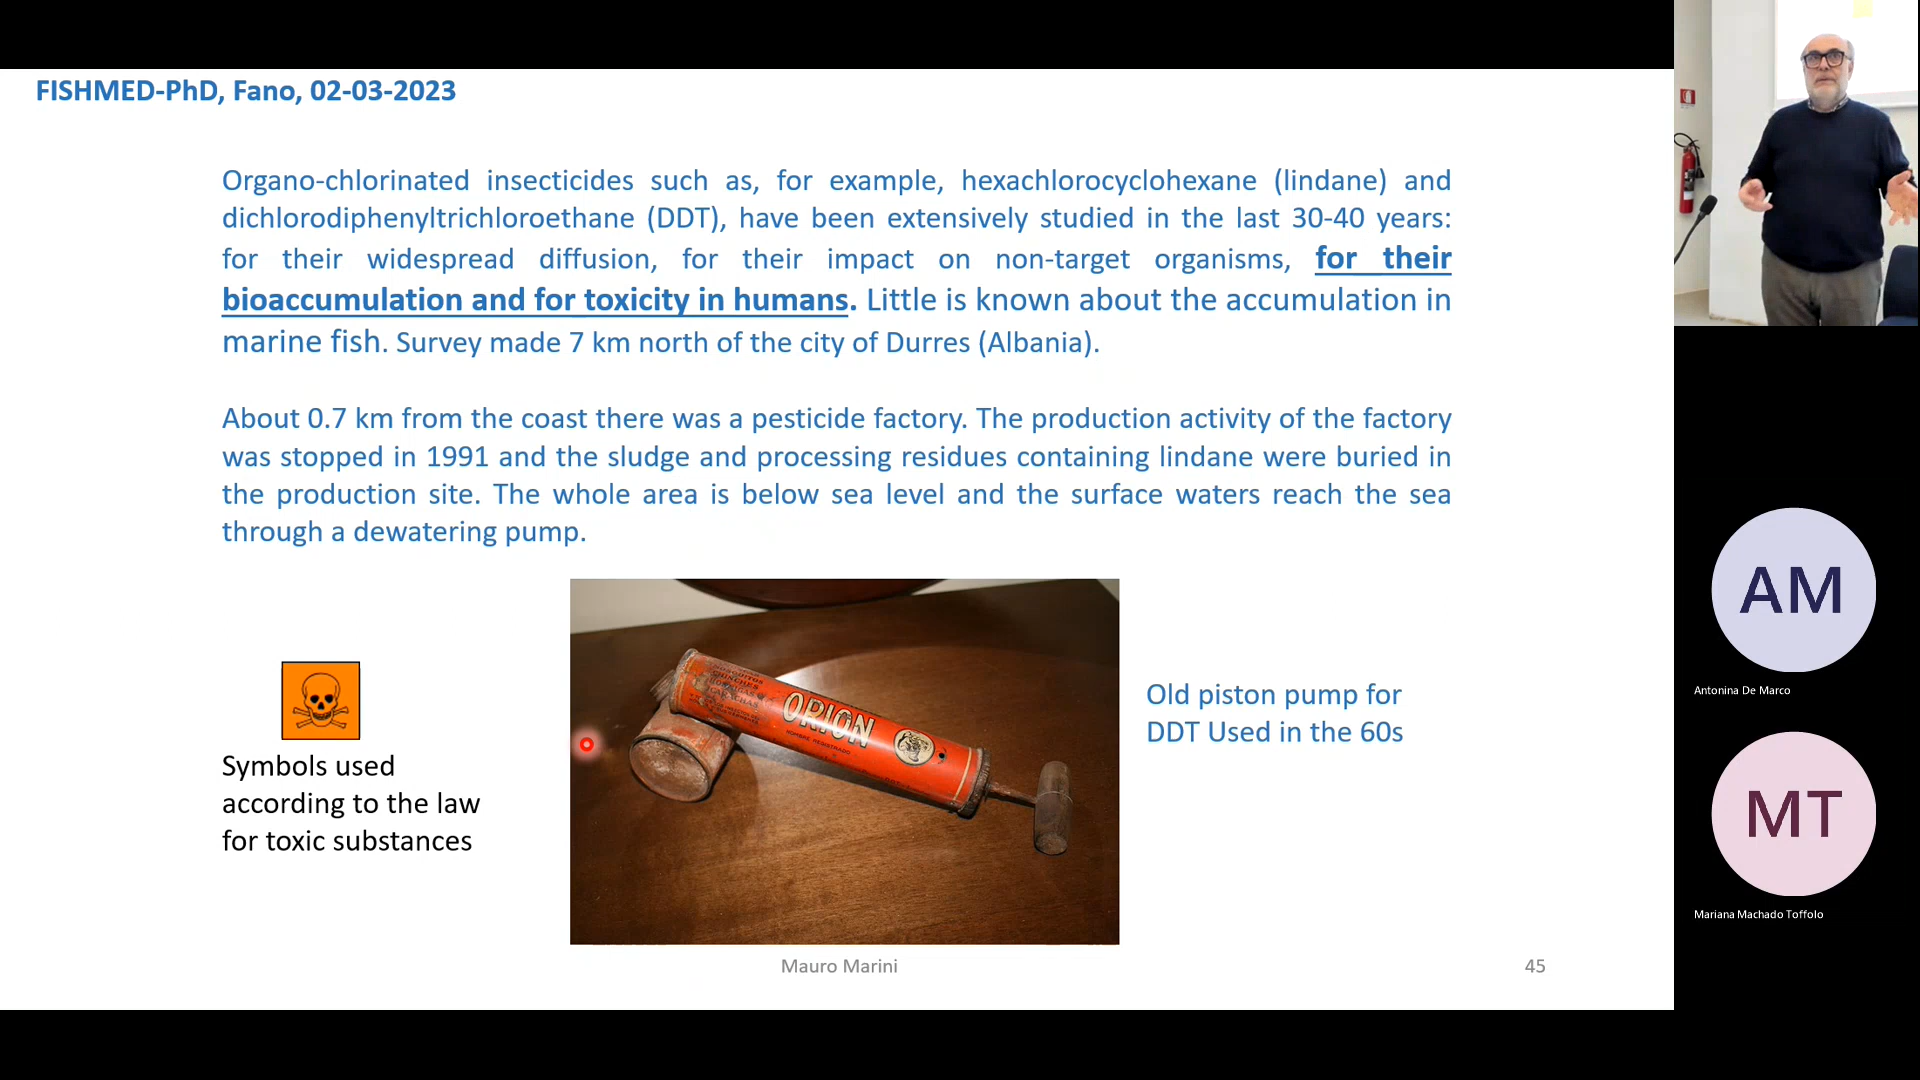 FISHMED-PhD, Fano, 02-03-2023
Organo-chlorinated insecticides such as, for example, hexachlorocyclohexane (lindane) and
dichlorodiphenyltrichloroethane (DDT), have been extensively studied in the last 30-40 years:
for their widespread diffusion, for their impact on non-target organisms, for their
bioaccumulation and for toxicity in humans. Little is known about the accumulation in
marine fish. Survey made 7 km north of the city of Durres (Albania).
About 0.7 km from the coast there was a pesticide factory. The production activity of the factory
was stopped in 1991 and the sludge and processing residues containing lindane were buried in
the production site. The whole area is below sea level and the surface waters reach the sea
through a dewatering pump.
Symbols used
according to the law
for toxic substances
MOSQUITOS
CHINCHES
ORION
NOMBRE REGISTRADO
Old piston pump for
DDT Used in the 60s
Mauro Marini
45
AM
Antonina De Marco
MT
Mariana Machado Toffolo